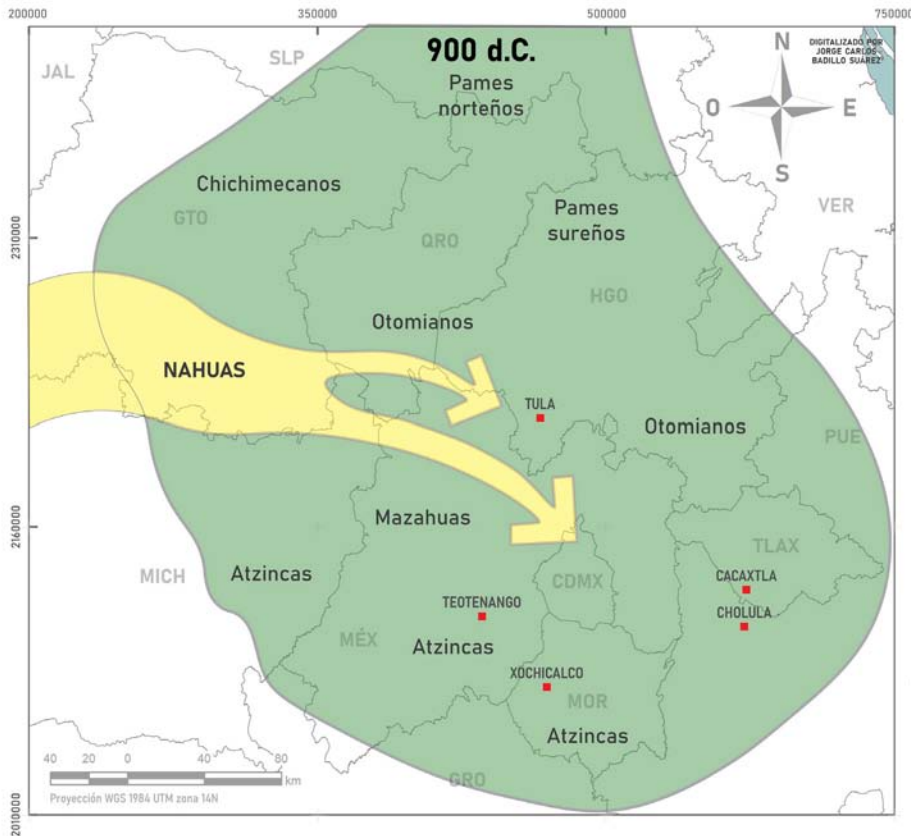 200000
350000
500000
750000
900 d.C.
DIGITALIZADO POR
JORGE CARLOS
BADILLO SUÁREZ
N
O
E
S
JAL
SLP
Pames
norteños
Chichimecanos
GTO
Pames
sureños
VER
2310000
QRO
HGO
Otomianos
NAHUAS
TULA
Otomianos
PUE
Mazahuas
2160000
TLAX
MICH
Atzincas
CDMX
CACAXTLA
TEOTENANGO
CHOLULA
MÉX
Atzincas
XOCHICALCO
MOR
Atzincas
40 20 0 40 80
km
GRO
Proyección WGS 1984 UTM zona 14N
2010000